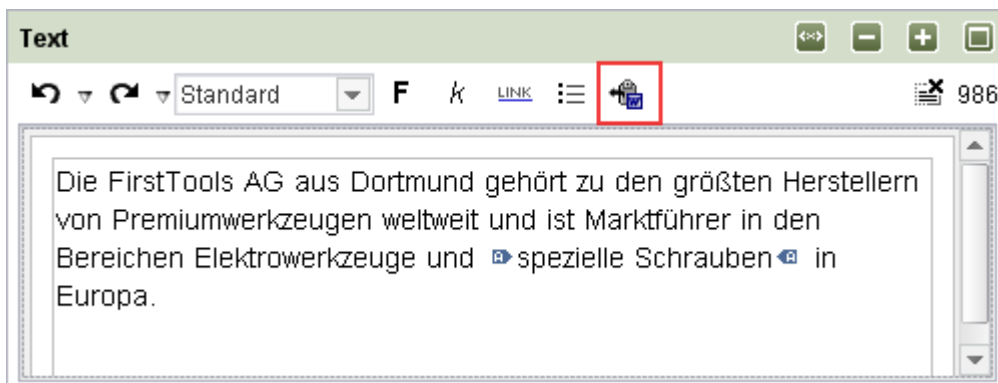 Text
Standard F k LINK 986
Die FirstTools AG aus Dortmund gehört zu den größten Herstellern
von Premiumwerkzeugen weltweit und ist Marktführer in den
Bereichen Elektrowerkzeuge und spezielle Schrauben in
Europa.